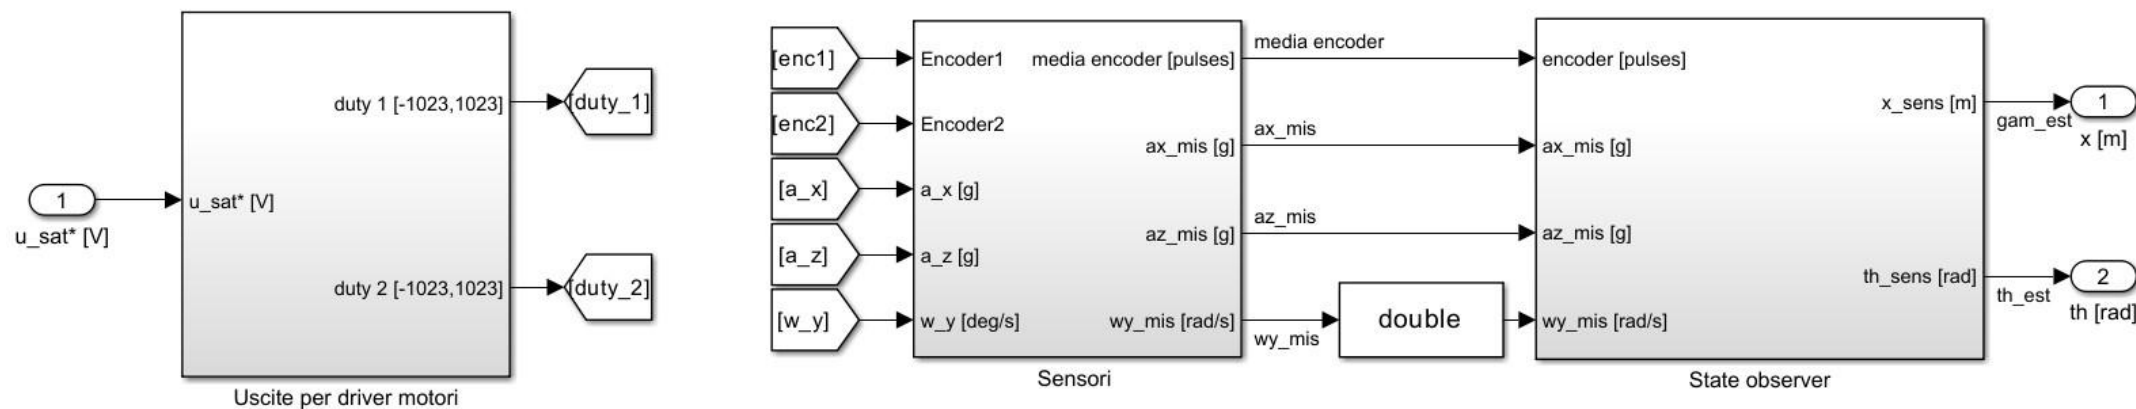 1
u_sat* [V]
u_sat* [V]
duty 1 [-1023,1023]
duty 2 [-1023,1023]
Uscite per driver motori
[duty_1]
[duty_2]
[enc1]
[enc2]
[a_x]
[a_z]
[w_y]
Encoder1
Encoder2
a_x [g]
a_z [g]
w_y [deg/s]
media encoder [pulses]
ax_mis [g]
az_mis [g]
wy_mis [rad/s]
Sensori
media encoder
ax_mis
az_mis
wy_mis
double
encoder [pulses]
ax_mis [g]
az_mis [g]
wy_mis [rad/s]
x_sens [m]
th_sens [rad]
State observer
gam_est
th_est
1
x [m]
2
th [rad]